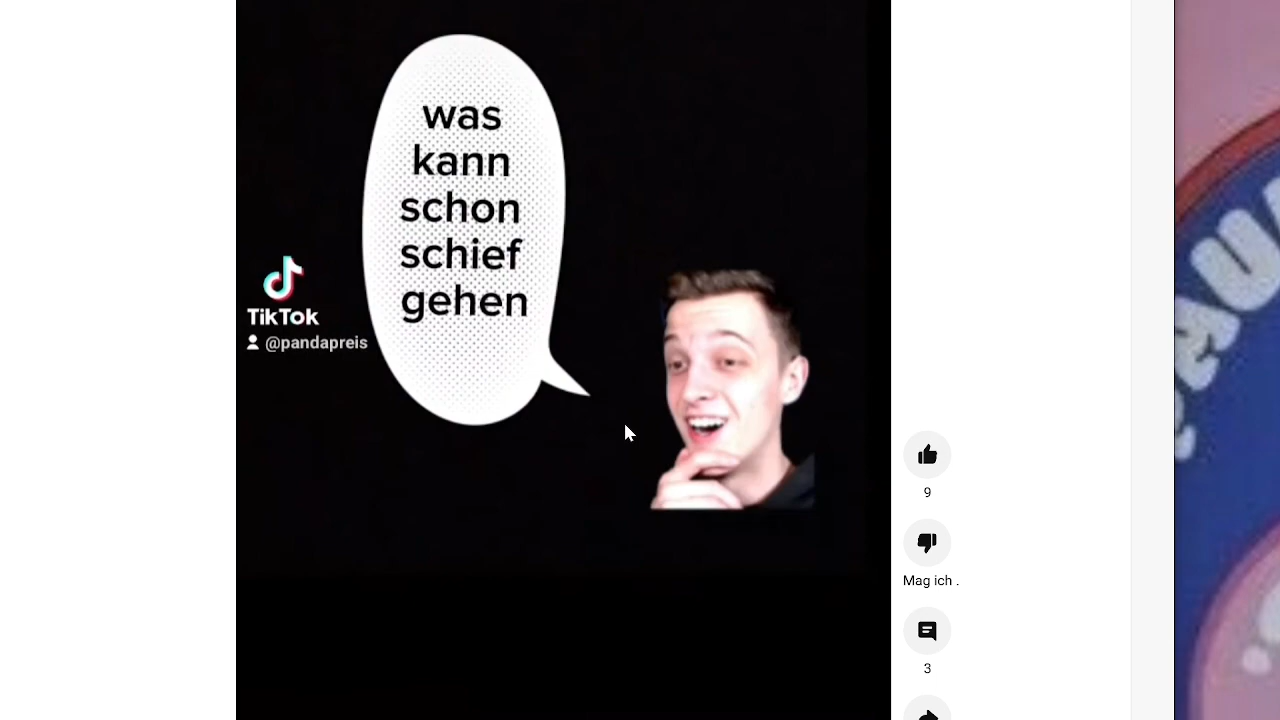 was
kann
schon
schief
gehen
TikTok
@pandapreis
9
Mag ich .
3